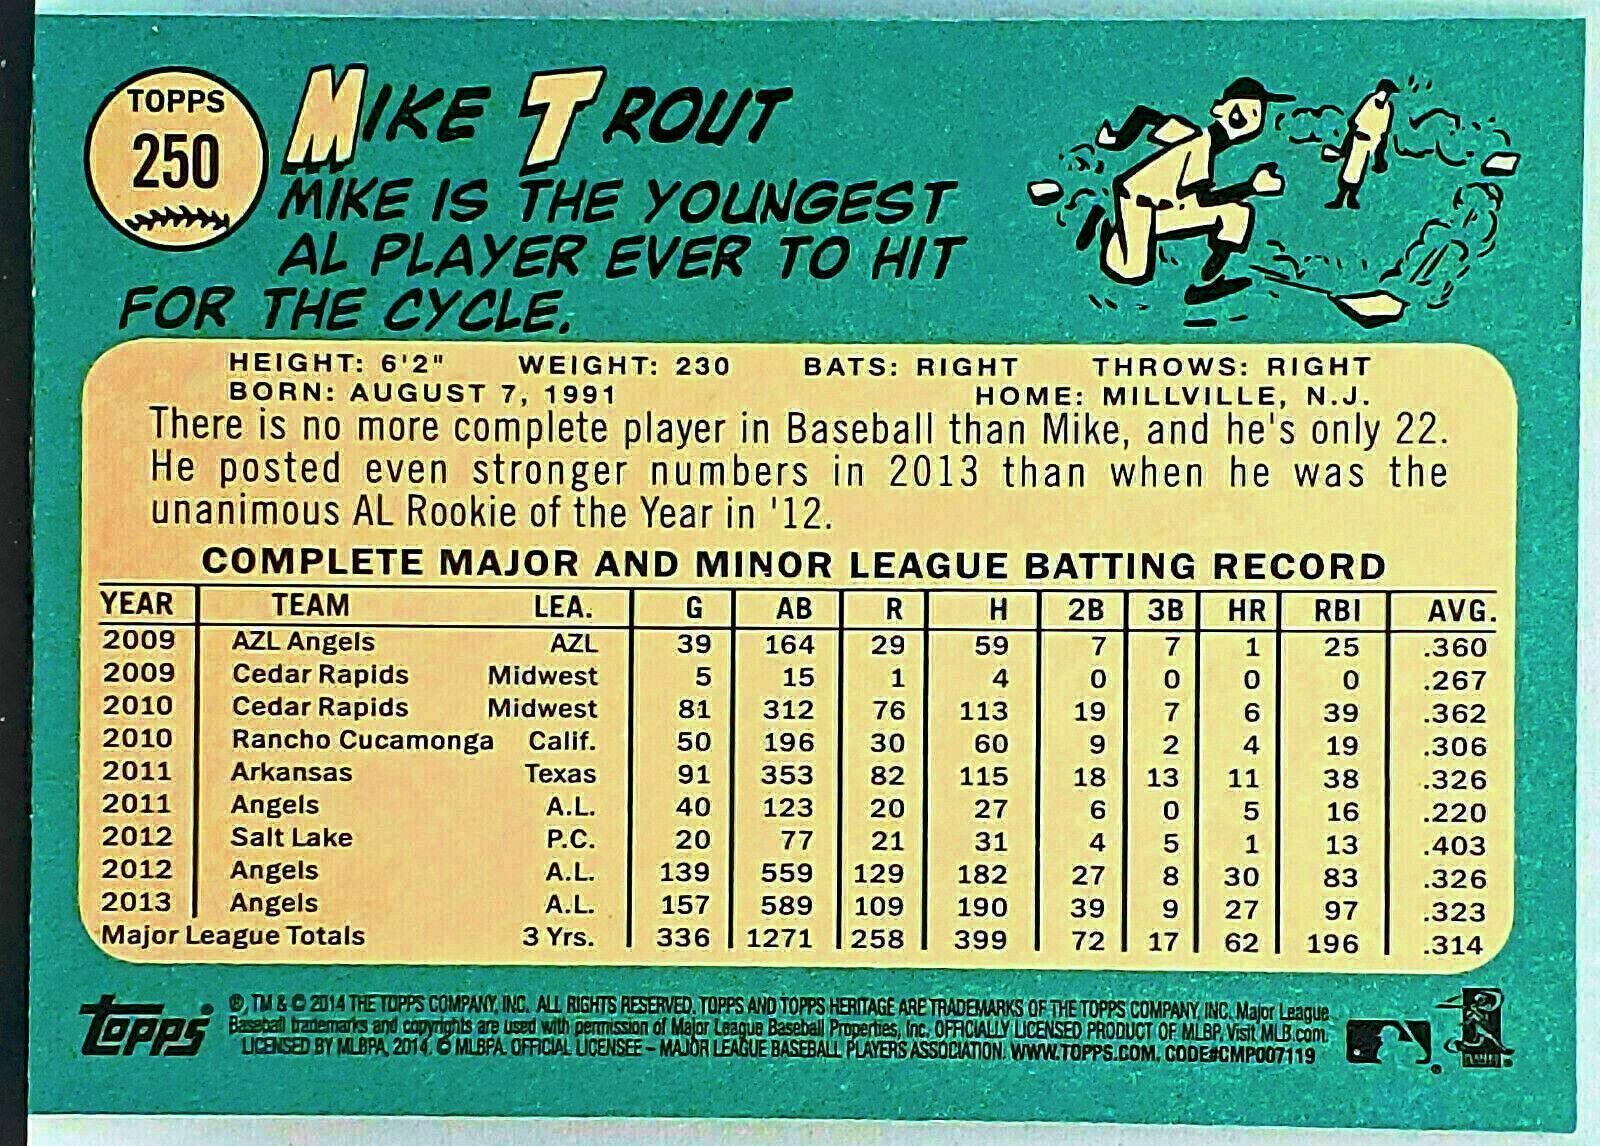 TOPPS
250
MIKE TROUT
MIKE IS THE YOUNGEST
AL PLAYER EVER TO HIT
FOR THE CYCLE.
HEIGHT: 6'2" WEIGHT: 230 BATS: RIGHT THROWS: RIGHT
BORN: AUGUST 7, 1991 HOME: MILLVILLE, N.J.
There is no more complete player in Baseball than Mike, and he's only 22.
He posted even stronger numbers in 2013 than when he was the
unanimous AL Rookie of the Year in '12.
COMPLETE MAJOR AND MINOR LEAGUE BATTING RECORD
YEAR TEAM LEA. G AB R H 2B 3B HR RBI AVG.
2009 AZL Angels AZL 39 164 29 59 7 7 1 25 .360
2009 Cedar Rapids Midwest 5 15 1 4 0 0 0 0 .267
2010 Cedar Rapids Midwest 81 312 76 113 19 7 6 39 .362
2010 Rancho Cucamonga Calif. 50 196 30 60 9 2 4 19 .306
2011 Arkansas Texas 91 353 82 115 18 13 11 38 .326
2011 Angels A.L. 40 123 20 27 6 0 5 16 .220
2012 Salt Lake P.C. 20 77 21 31 4 5 1 13 .403
2012 Angels A.L. 139 559 129 182 27 8 30 83 .326
2013 Angels A.L. 157 589 109 190 39 9 27 97 .323
Major League Totals 3 Yrs. 336 1271 258 399 72 17 62 196 .314
topps
®, TM & © 2014 THE TOPPS COMPANY, INC. ALL RIGHTS RESERVED. TOPPS AND TOPPS HERITAGE ARE TRADEMARKS OF THE TOPPS COMPANY, INC. Major League
Baseball trademarks and copyrights are used with permission of Major League Baseball Properties, Inc. OFFICIALLY LICENSED PRODUCT OF MLBP. Visit MLB.com.
LICENSED BY MLBPA, 2014. © MLBPA. OFFICIAL LICENSEE – MAJOR LEAGUE BASEBALL PLAYERS ASSOCIATION. WWW.TOPPS.COM. CODE#CMP007119